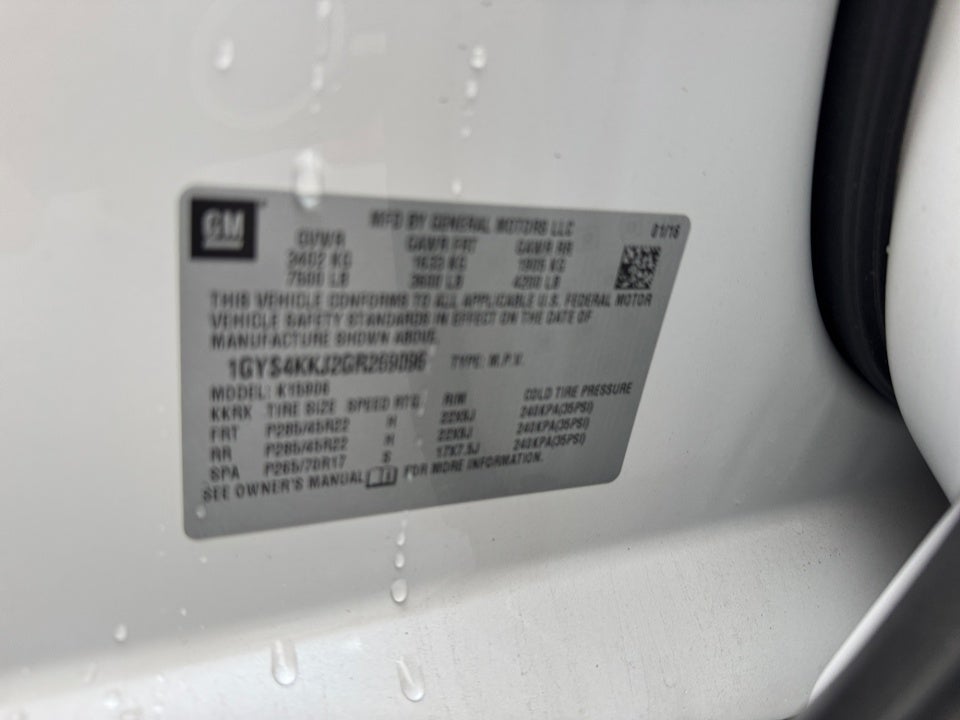 GM
MFD BY GENERAL MOTORS LLC 01/16
GVWR GAWR FRT GAWR RR
3402 KG 1633 KG 1905 KG
7500 LB 3600 LB 4200 LB
THIS VEHICLE CONFORMS TO ALL APPLICABLE U.S. FEDERAL MOTOR
VEHICLE SAFETY STANDARDS IN EFFECT ON THE DATE OF
MANUFACTURE SHOWN ABOVE.
1GYS4KKJ2GR269096 TYPE: M.P.V.
MODEL: K15906
KKRX TIRE SIZE SPEED RTG RIM COLD TIRE PRESSURE
FRT P285/45R22 H 22X9J 240KPA(35PSI)
RR P285/45R22 H 22X9J 240KPA(35PSI)
SPA P265/70R17 S 17X7.5J 240KPA(35PSI)
SEE OWNER'S MANUAL FOR MORE INFORMATION.